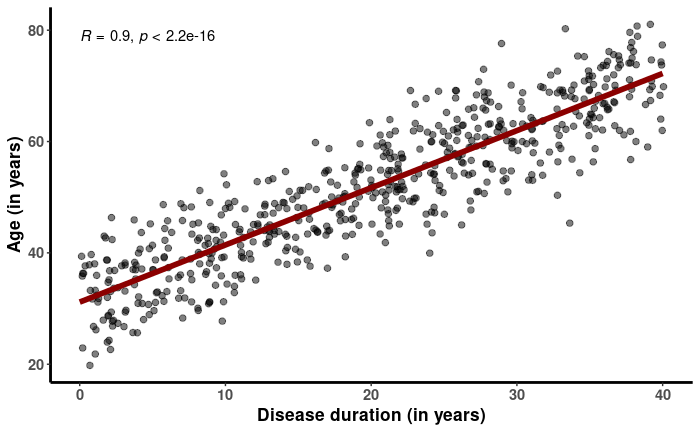 R = 0.9, p < 2.2e-16
80
60
40
20
Age (in years)
0 10 20 30 40
Disease duration (in years)